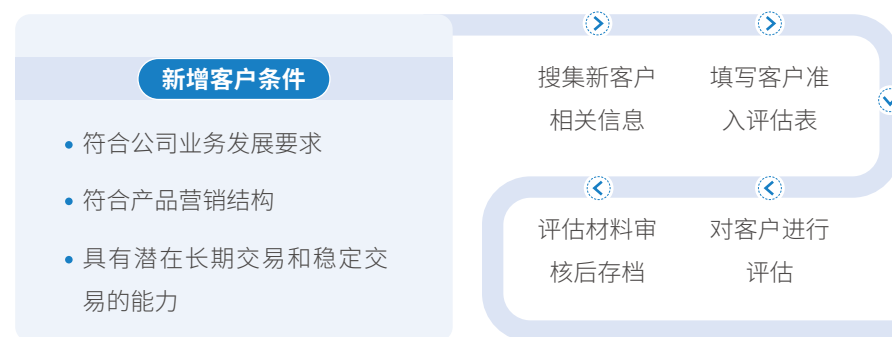 新增客户条件
符合公司业务发展要求
符合产品营销结构
具有潜在长期交易和稳定交
易的能力
搜集新客户
相关信息
填写客户准
入评估表
对客户进行
评估
评估材料审
核后存档